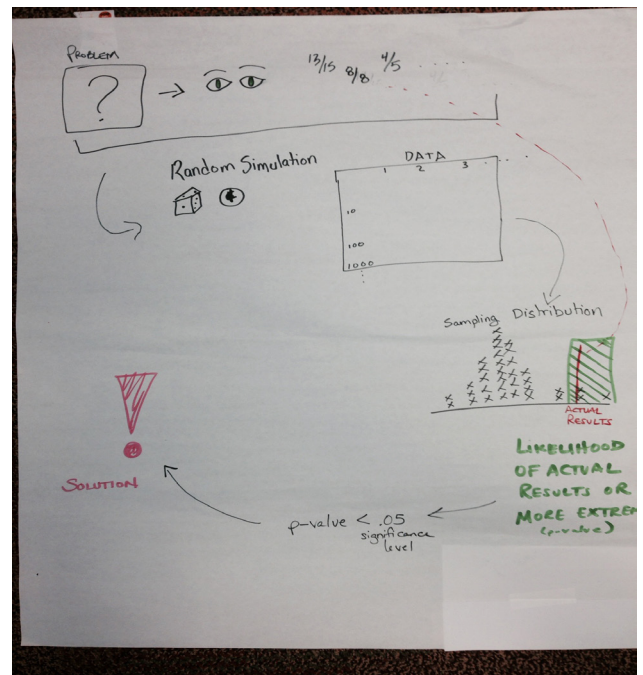 PROBLEM
?
13/15 8/8 4/5 . . . .
Random Simulation
DATA
1 2 3 . . . .
10
100
1000
Sampling Distribution
ACTUAL
RESULTS
LIKELIHOOD
OF ACTUAL
RESULTS OR
MORE EXTREM
(p-value)
p-value < .05
significance
level
!
SOLUTION